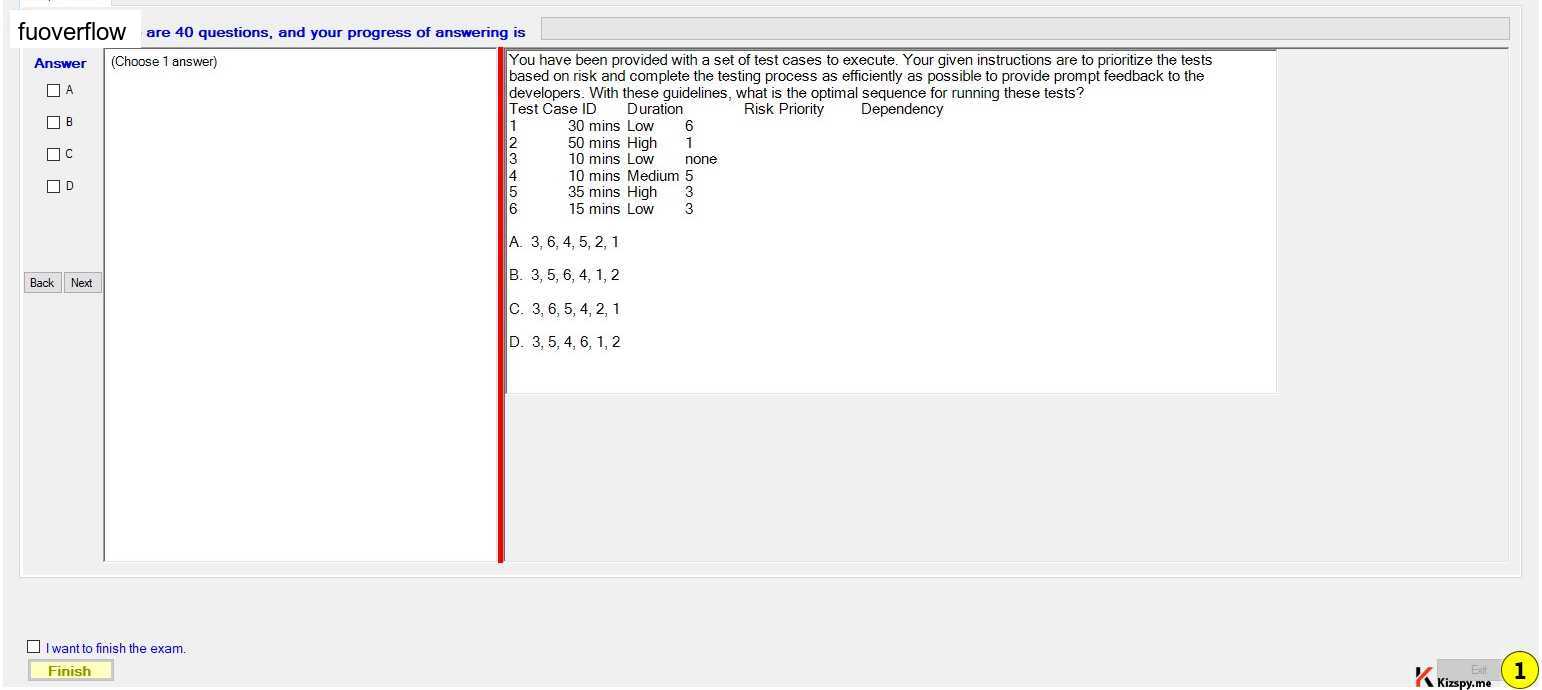 fuoverflow are 40 questions, and your progress of answering is
Answer
A
B
C
D
Back Next
(Choose 1 answer)
You have been provided with a set of test cases to execute. Your given instructions are to prioritize the tests
based on risk and complete the testing process as efficiently as possible to provide prompt feedback to the
developers. With these guidelines, what is the optimal sequence for running these tests?
Test Case ID Duration Risk Priority Dependency
1 30 mins Low 6
2 50 mins High 1
3 10 mins Low none
4 10 mins Medium 5
5 35 mins High 3
6 15 mins Low 3
A. 3, 6, 4, 5, 2, 1
B. 3, 5, 6, 4, 1, 2
C. 3, 6, 5, 4, 2, 1
D. 3, 5, 4, 6, 1, 2
I want to finish the exam.
Finish
Exit
Kizspy.me
1